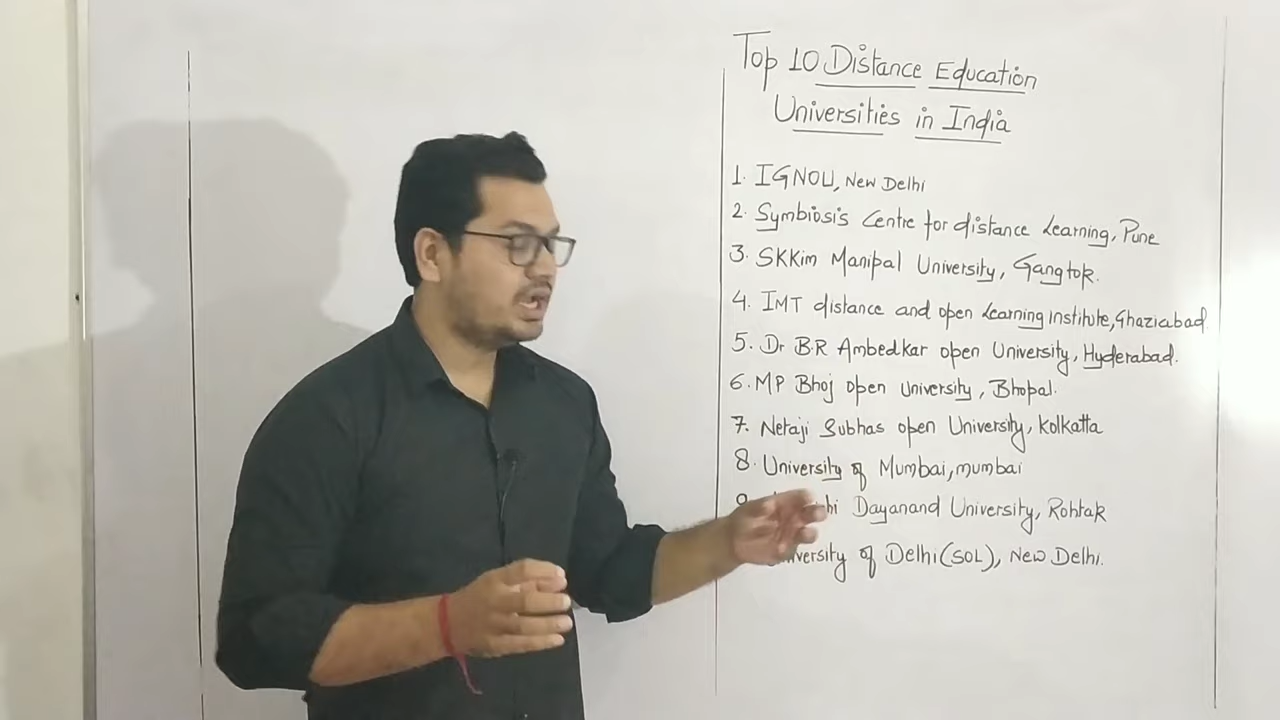 Top 10 Distance Education
Universities in India
1. IGNOU, New Delhi
2. Symbiosis Centre for distance Learning, Pune
3. SKKim Manipal University, Gangtok.
4. IMT distance and open Learning institute, Ghaziabad
5. Dr B.R Ambedkar open University, Hyderabad.
6. MP Bhoj open University, Bhopal.
7. Netaji Subhas open University, Kolkatta
8. University of Mumbai, mumbai
Dayanand University, Rohtak
of Delhi (SOL), New Delhi.